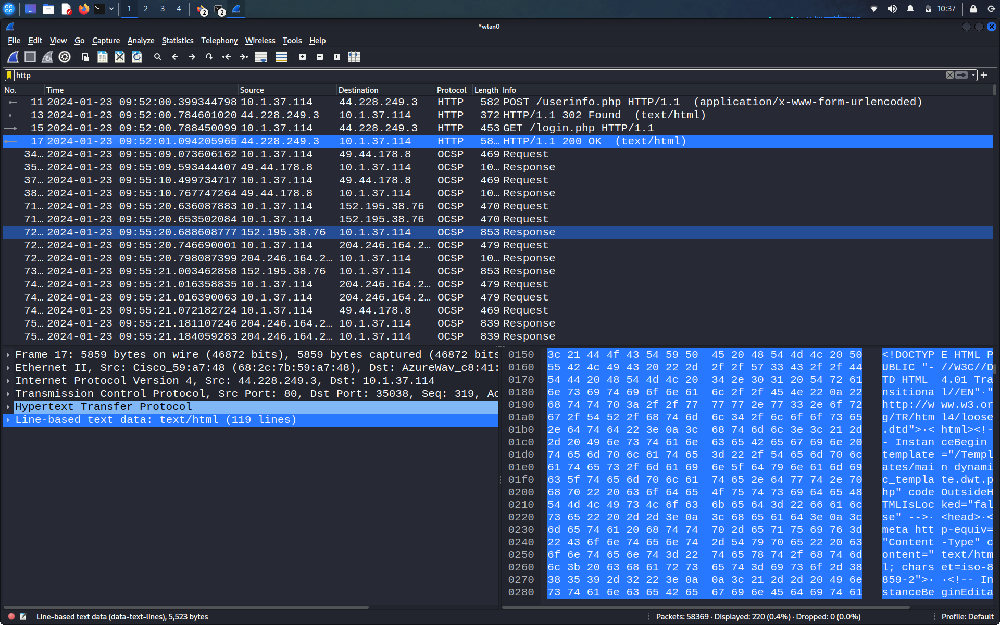 1 2 3 4 2 2 10:37
*wlan0
File Edit View Go Capture Analyze Statistics Telephony Wireless Tools Help
http
No. Time Source Destination Protocol Length Info
11 2024-01-23 09:52:00.399344798 10.1.37.114 44.228.249.3 HTTP 582 POST /userinfo.php HTTP/1.1 (application/x-www-form-urlencoded)
13 2024-01-23 09:52:00.784601020 44.228.249.3 10.1.37.114 HTTP 372 HTTP/1.1 302 Found (text/html)
15 2024-01-23 09:52:00.788450099 10.1.37.114 44.228.249.3 HTTP 453 GET /login.php HTTP/1.1
17 2024-01-23 09:52:01.094205965 44.228.249.3 10.1.37.114 HTTP 58… HTTP/1.1 200 OK (text/html)
34… 2024-01-23 09:55:09.073606162 10.1.37.114 49.44.178.8 OCSP 469 Request
35… 2024-01-23 09:55:09.593444407 49.44.178.8 10.1.37.114 OCSP 10… Response
37… 2024-01-23 09:55:10.499734717 10.1.37.114 49.44.178.8 OCSP 469 Request
38… 2024-01-23 09:55:10.767747264 49.44.178.8 10.1.37.114 OCSP 10… Response
71… 2024-01-23 09:55:20.636087883 10.1.37.114 152.195.38.76 OCSP 470 Request
71… 2024-01-23 09:55:20.653502084 10.1.37.114 152.195.38.76 OCSP 470 Request
72… 2024-01-23 09:55:20.688608777 152.195.38.76 10.1.37.114 OCSP 853 Response
72… 2024-01-23 09:55:20.746690001 10.1.37.114 204.246.164.2… OCSP 479 Request
72… 2024-01-23 09:55:20.798087399 204.246.164.2… 10.1.37.114 OCSP 10… Response
73… 2024-01-23 09:55:21.003462858 152.195.38.76 10.1.37.114 OCSP 853 Response
74… 2024-01-23 09:55:21.016358835 10.1.37.114 204.246.164.2… OCSP 479 Request
74… 2024-01-23 09:55:21.016390063 10.1.37.114 204.246.164.2… OCSP 479 Request
74… 2024-01-23 09:55:21.072182724 10.1.37.114 49.44.178.8 OCSP 469 Request
75… 2024-01-23 09:55:21.181107246 204.246.164.2… 10.1.37.114 OCSP 839 Response
75… 2024-01-23 09:55:21.184059283 204.246.164.2… 10.1.37.114 OCSP 839 Response
Frame 17: 5859 bytes on wire (46872 bits), 5859 bytes captured (46872 bits
Ethernet II, Src: Cisco_59:a7:48 (68:2c:7b:59:a7:48), Dst: AzureWav_c8:41:
Internet Protocol Version 4, Src: 44.228.249.3, Dst: 10.1.37.114
Transmission Control Protocol, Src Port: 80, Dst Port: 35038, Seq: 319, Ac
Hypertext Transfer Protocol
Line-based text data: text/html (119 lines)
0150 3c 21 44 4f 43 54 59 50 45 20 48 54 4d 4c 20 50 <!DOCTYP E HTML P
0160 55 42 4c 49 43 20 22 2d 2f 2f 57 33 43 2f 2f 44 UBLIC "- //W3C//D
0170 54 44 20 48 54 4d 4c 20 34 2e 30 31 20 54 72 61 TD HTML 4.01 Tra
0180 6e 73 69 74 69 6f 6e 61 6c 2f 2f 45 4e 22 0a 22 nsitiona l//EN"·"
0190 68 74 74 70 3a 2f 2f 77 77 77 2e 77 33 2e 6f 72 http://w ww.w3.or
01a0 67 2f 54 52 2f 68 74 6d 6c 34 2f 6c 6f 6f 73 65 g/TR/htm l4/loose
01b0 2e 64 74 64 22 3e 0a 3c 68 74 6d 6c 3e 3c 21 2d .dtd">·< html><!-
01c0 2d 20 49 6e 73 74 61 6e 63 65 42 65 67 69 6e 20 - Instan ceBegin
01d0 74 65 6d 70 6c 61 74 65 3d 22 2f 54 65 6d 70 6c template ="/Templ
01e0 61 74 65 73 2f 6d 61 69 6e 5f 64 79 6e 61 6d 69 ates/mai n_dynami
01f0 63 5f 74 65 6d 70 6c 61 74 65 2e 64 77 74 2e 70 c_templa te.dwt.p
0200 68 70 22 20 63 6f 64 65 4f 75 74 73 69 64 65 48 hp" code OutsideH
0210 54 4d 4c 49 73 4c 6f 63 6b 65 64 3d 22 66 61 6c TMLIsLoc ked="fal
0220 73 65 22 20 2d 2d 3e 0a 3c 68 65 61 64 3e 0a 3c se" -->· <head>·<
0230 6d 65 74 61 20 68 74 74 70 2d 65 71 75 69 76 3d meta htt p-equiv=
0240 22 43 6f 6e 74 65 6e 74 2d 54 79 70 65 22 20 63 "Content -Type" c
0250 6f 6e 74 65 6e 74 3d 22 74 65 78 74 2f 68 74 6d ontent=" text/htm
0260 6c 3b 20 63 68 61 72 73 65 74 3d 69 73 6f 2d 38 l; chars et=iso-8
0270 38 35 39 2d 32 22 3e 0a 0a 3c 21 2d 2d 20 49 6e 859-2">· ·<!-- In
0280 73 74 61 6e 63 65 42 65 67 69 6e 45 64 69 74 61 stanceBe ginEdita
Line-based text data (data-text-lines), 5,523 bytes
Packets: 58369 · Displayed: 220 (0.4%) · Dropped: 0 (0.0%)
Profile: Default